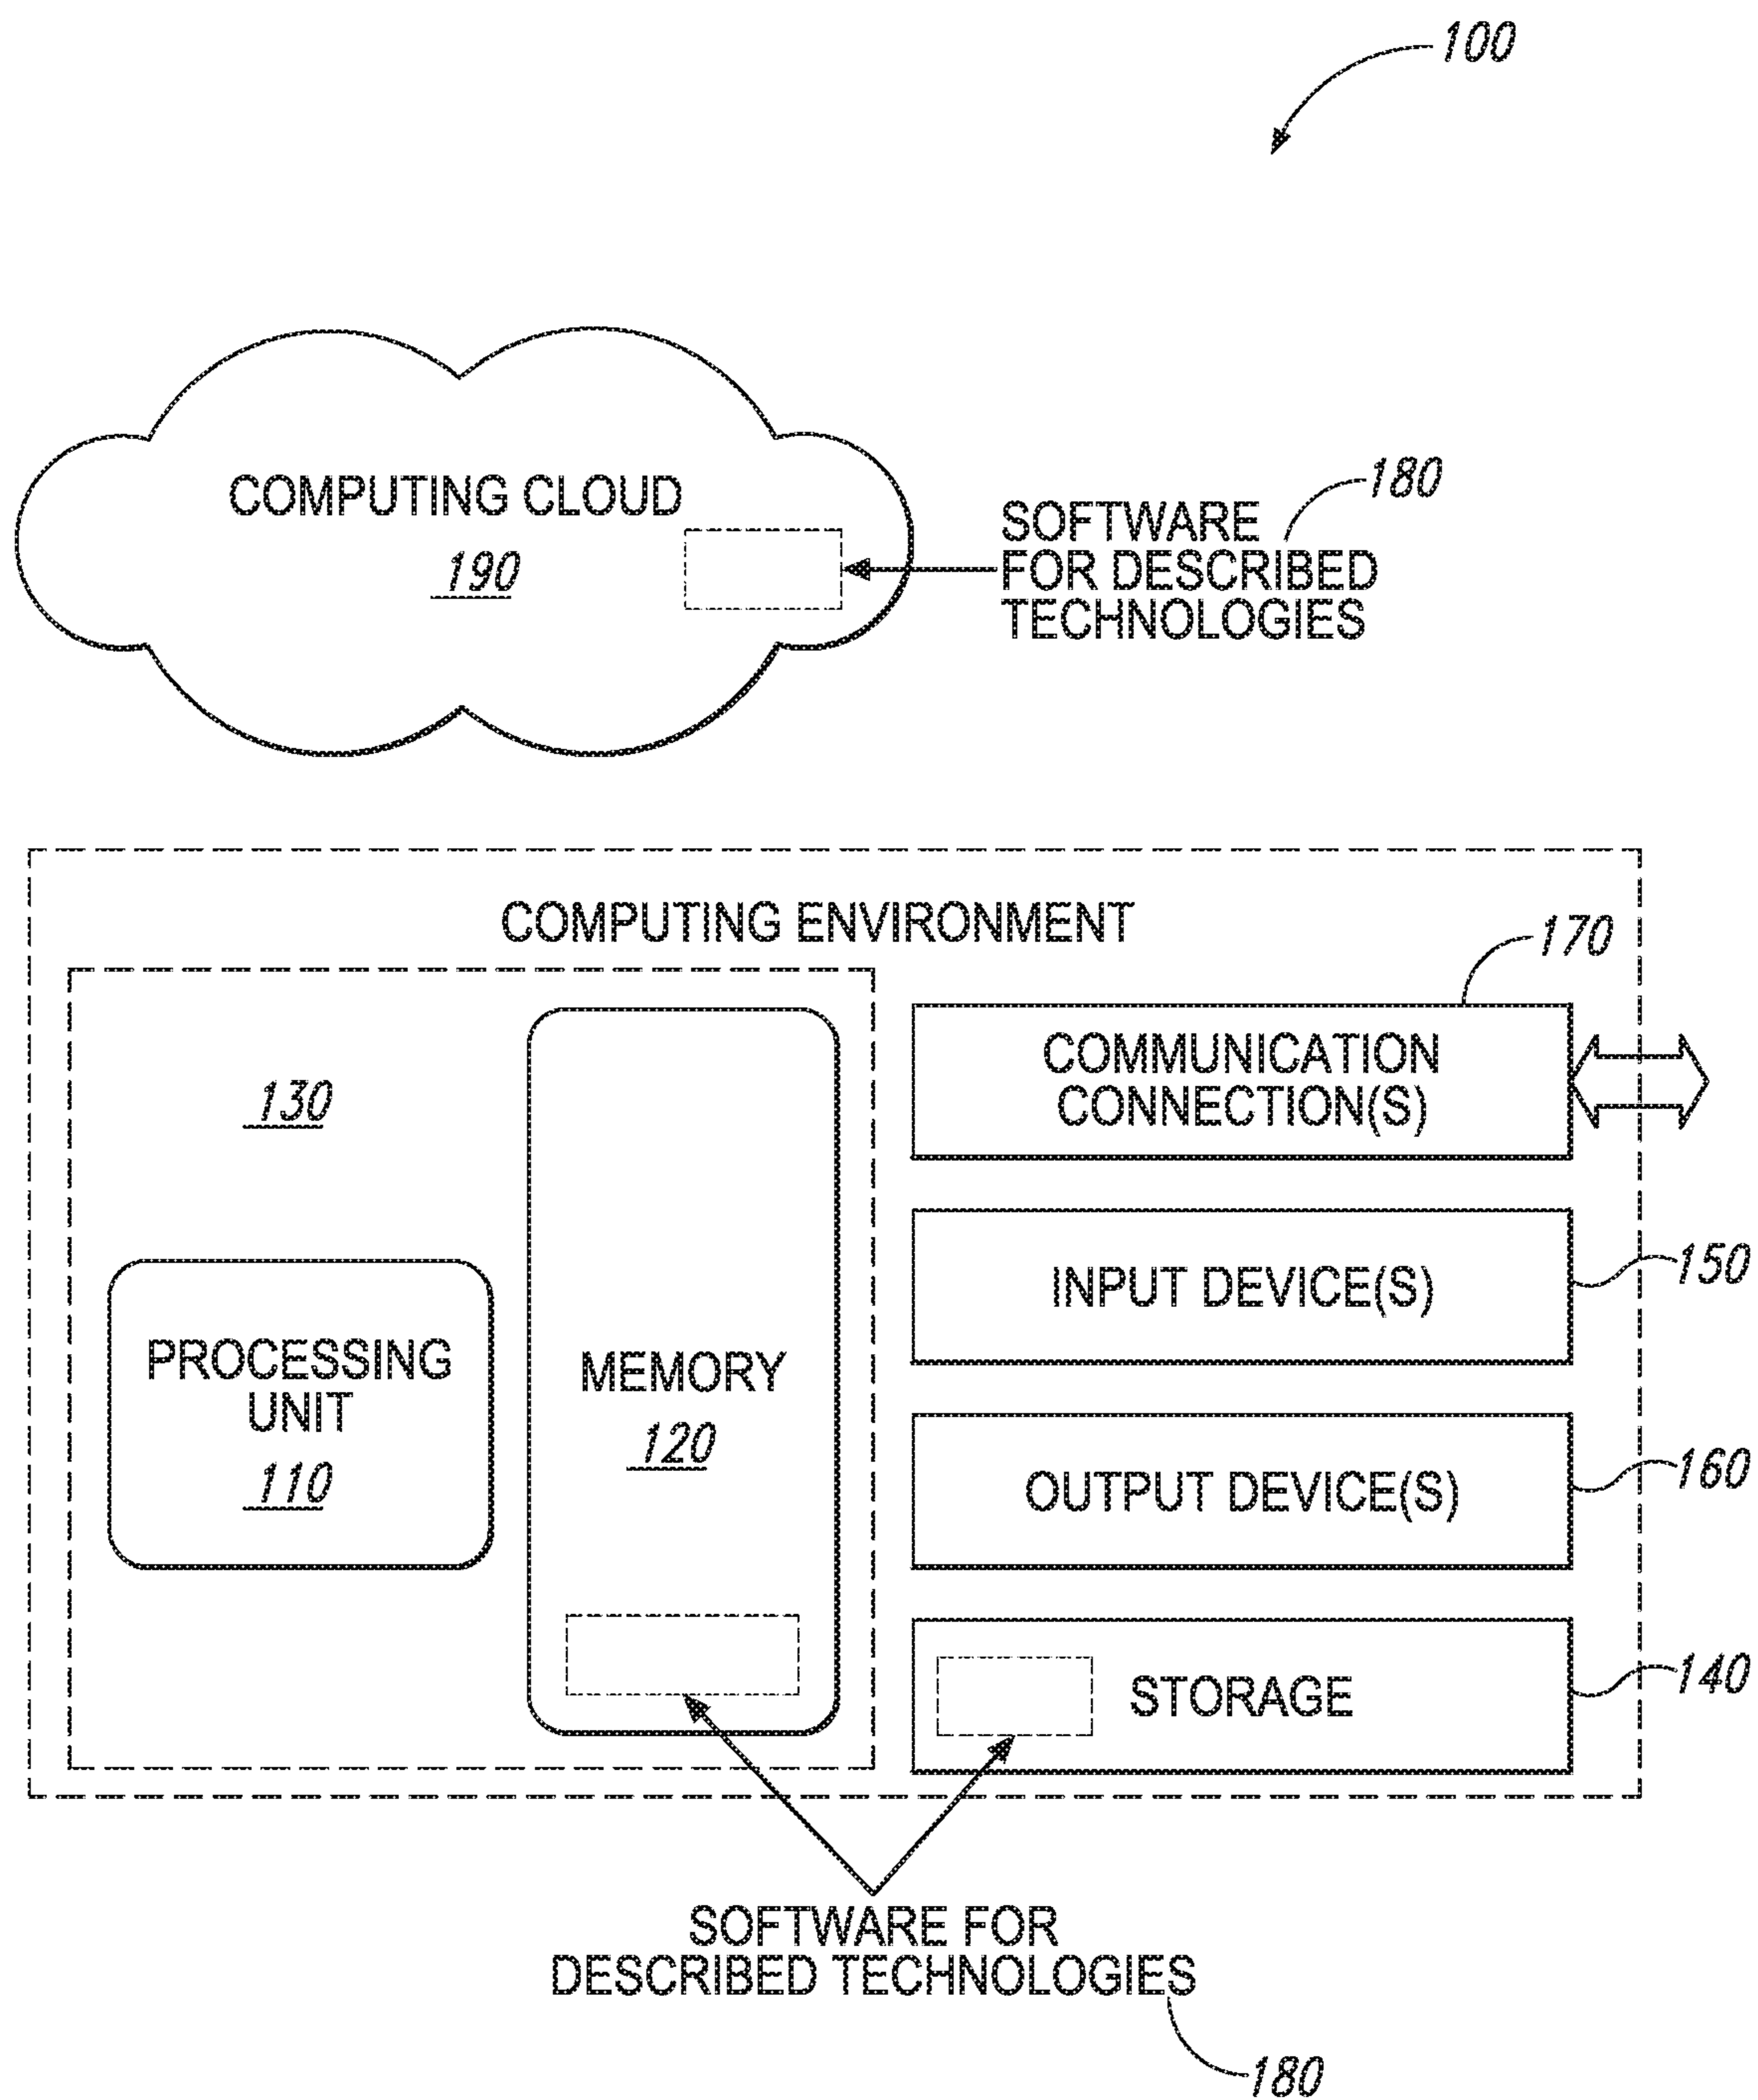 100
COMPUTING CLOUD
190
180
SOFTWARE
FOR DESCRIBED
TECHNOLOGIES
COMPUTING ENVIRONMENT
170
COMMUNICATION
CONNECTION(S)
130
150
INPUT DEVICE(S)
PROCESSING
UNIT
110
MEMORY
120
160
OUTPUT DEVICE(S)
140
STORAGE
SOFTWARE FOR
DESCRIBED TECHNOLOGIES
180